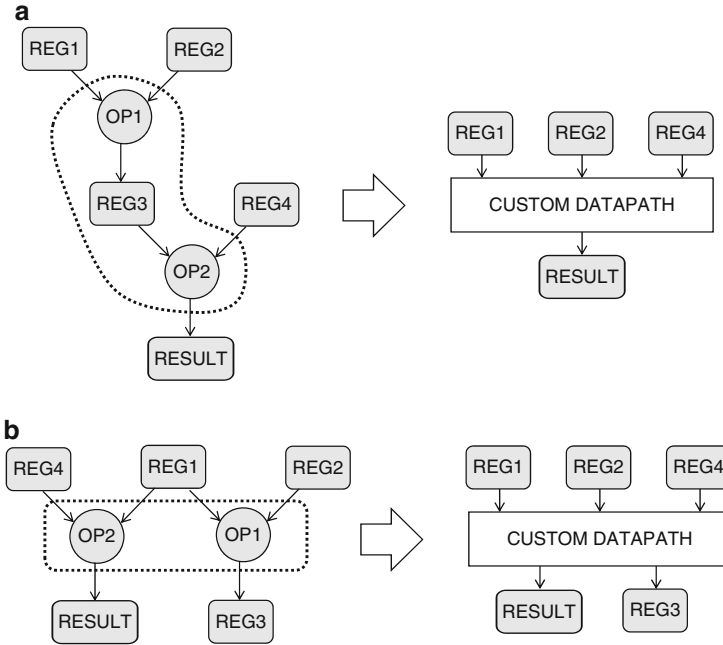 a
REG1 REG2
OP1
REG3 REG4
OP2
RESULT
REG1 REG2 REG4
CUSTOM DATAPATH
RESULT
b
REG4 REG1 REG2
OP2 OP1
RESULT REG3
REG1 REG2 REG4
CUSTOM DATAPATH
RESULT REG3